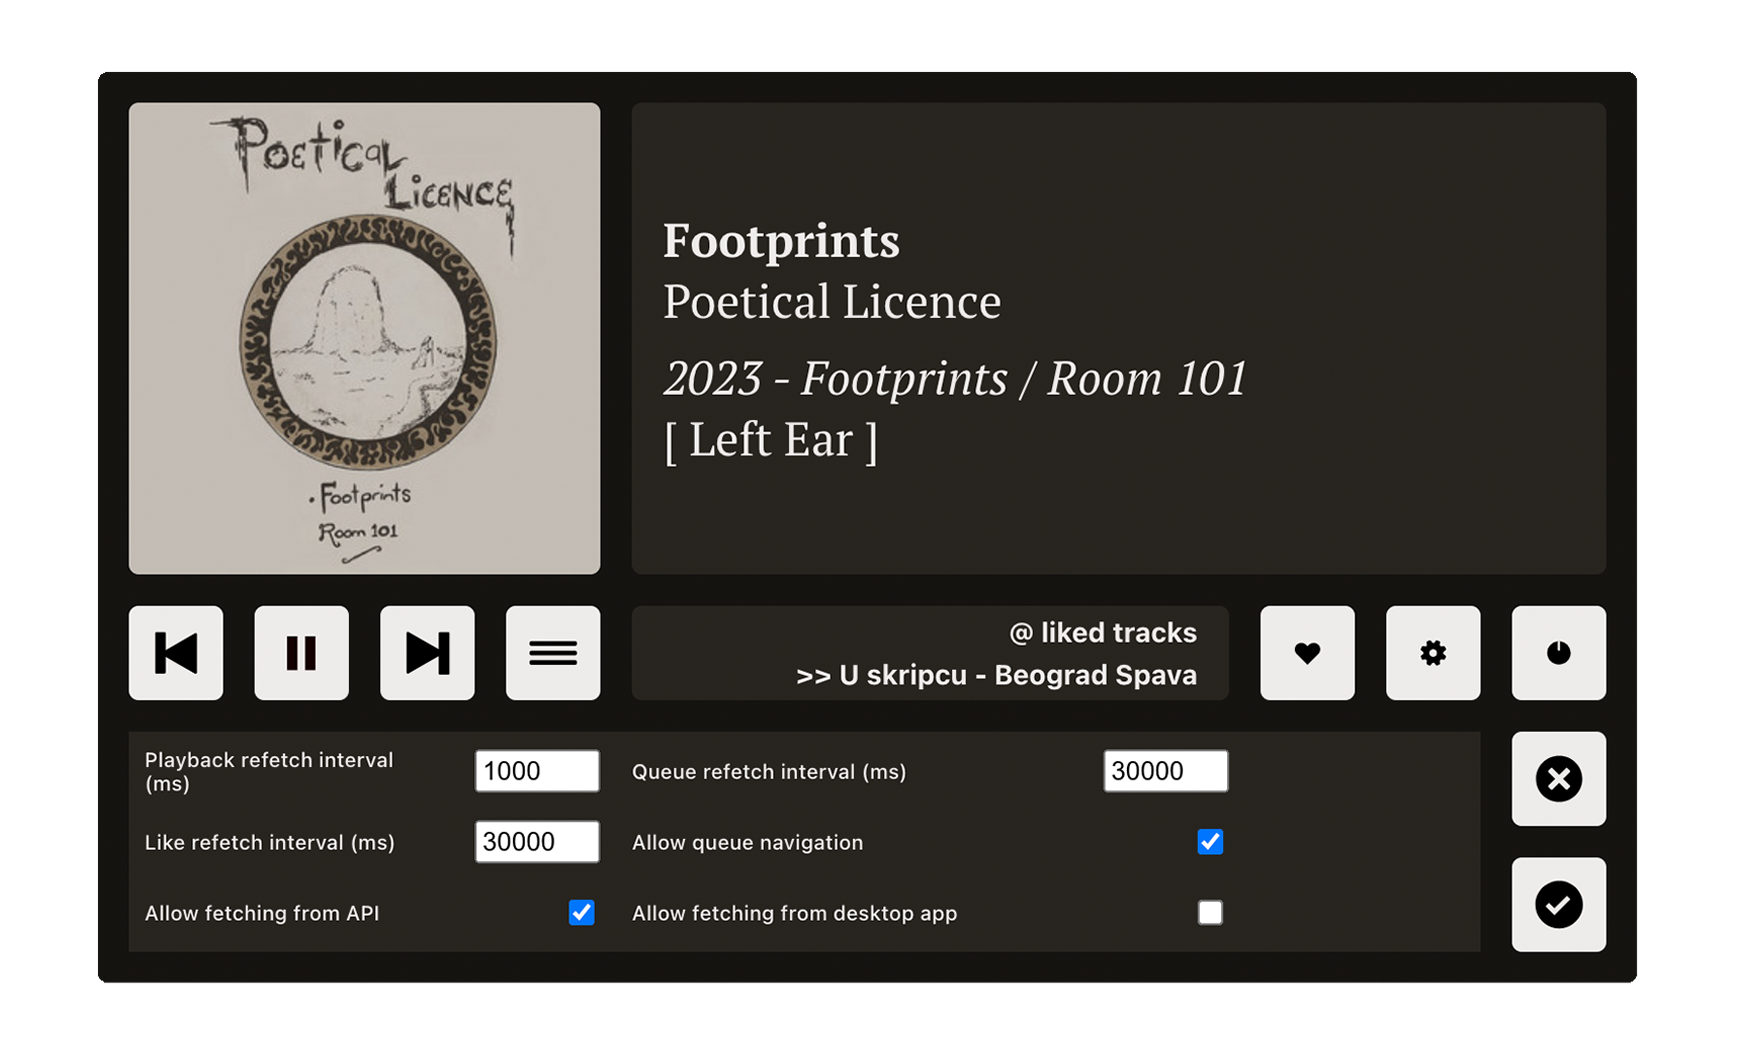 Poetical
Licence
• Footprints
Room 101
Footprints
Poetical Licence
2023 - Footprints / Room 101
[ Left Ear ]
@ liked tracks
>> U skripcu - Beograd Spava
Playback refetch interval
(ms)
1000
Queue refetch interval (ms)
30000
Like refetch interval (ms)
30000
Allow queue navigation
Allow fetching from API
Allow fetching from desktop app